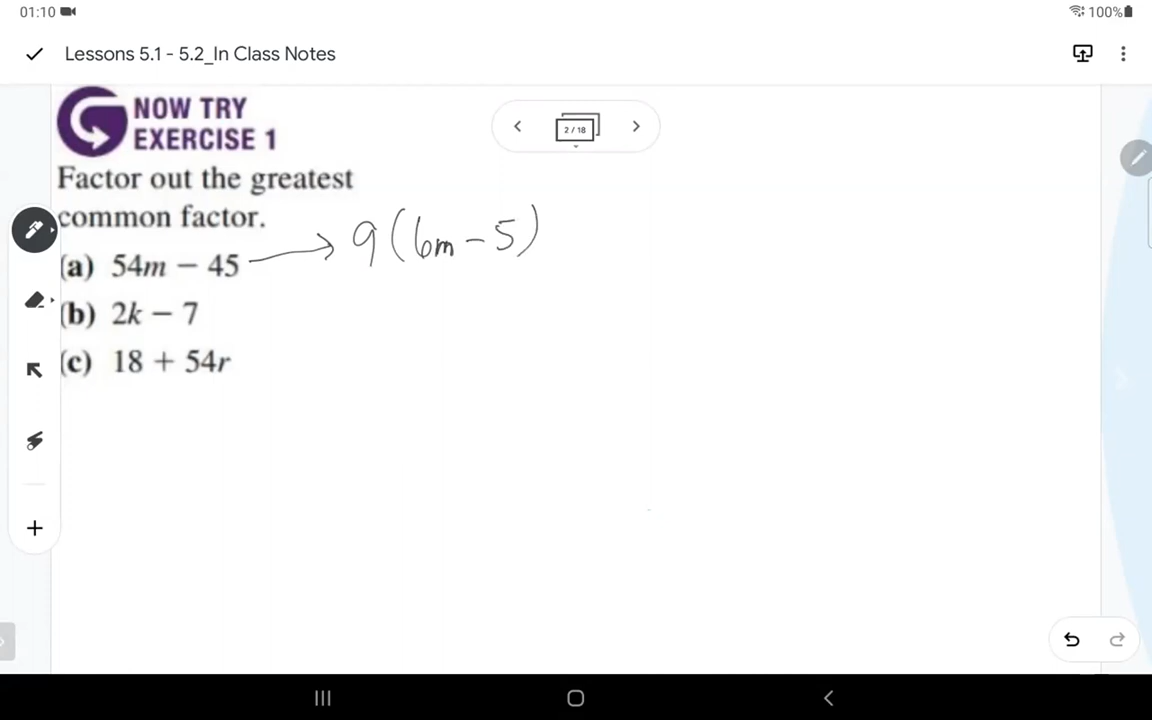 01:10 100%
Lessons 5.1 - 5.2_In Class Notes
NOW TRY
EXERCISE 1
2 / 18
Factor out the greatest
common factor.
(a) 54m − 45 → 9(6m − 5)
(b) 2k − 7
(c) 18 + 54r